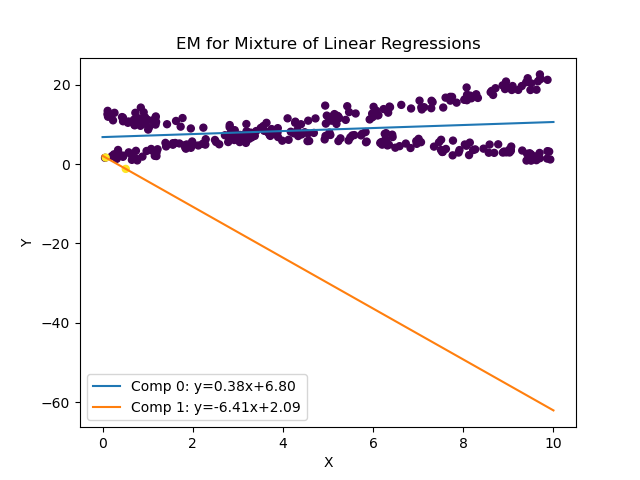 EM for Mixture of Linear Regressions
20
0
−20
−40
−60
Y
Comp 0: y=0.38x+6.80
Comp 1: y=-6.41x+2.09
0 2 4 6 8 10
X